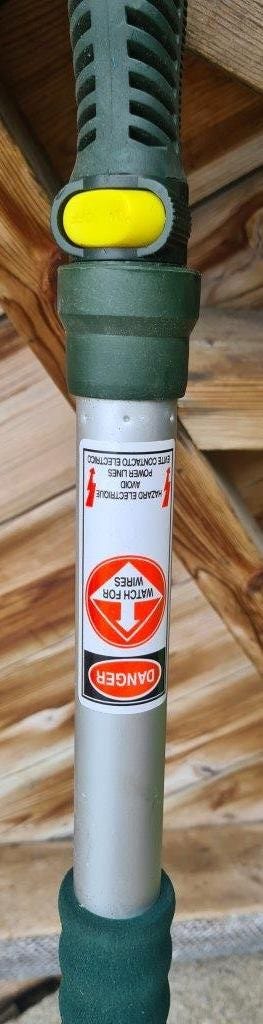 DANGER
WATCH FOR
WIRES
HAZARD ELECTRIQUE
AVOID
POWER LINES
EVITE CONTACTO ELECTRICO